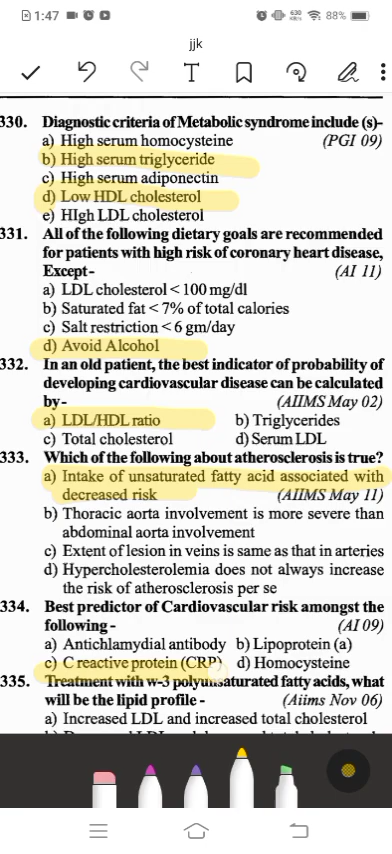 1:47
630 KB/s 88%
jjk
T
330. Diagnostic criteria of Metabolic syndrome include (s)-
a) High serum homocysteine (PGI 09)
b) High serum triglyceride
c) High serum adiponectin
d) Low HDL cholesterol
e) HIgh LDL cholesterol
331. All of the following dietary goals are recommended
for patients with high risk of coronary heart disease,
Except- (AI 11)
a) LDL cholesterol < 100 mg/dl
b) Saturated fat < 7% of total calories
c) Salt restriction < 6 gm/day
d) Avoid Alcohol
332. In an old patient, the best indicator of probability of
developing cardiovascular disease can be calculated
by- (AIIMS May 02)
a) LDL/HDL ratio b) Triglycerides
c) Total cholesterol d) Serum LDL
333. Which of the following about atherosclerosis is true?
a) Intake of unsaturated fatty acid associated with
decreased risk (AIIMS May 11)
b) Thoracic aorta involvement is more severe than
abdominal aorta involvement
c) Extent of lesion in veins is same as that in arteries
d) Hypercholesterolemia does not always increase
the risk of atherosclerosis per se
334. Best predictor of Cardiovascular risk amongst the
following - (AI 09)
a) Antichlamydial antibody b) Lipoprotein (a)
c) C reactive protein (CRP) d) Homocysteine
335. Treatment with w-3 polyunsaturated fatty acids, what
will be the lipid profile - (Aiims Nov 06)
a) Increased LDL and increased total cholesterol